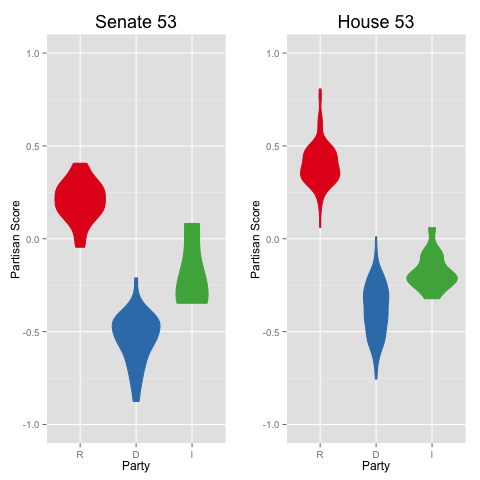 Senate 53
House 53
Partisan Score
1.0
0.5
0.0
-0.5
-1.0
R D I
Party
Partisan Score
1.0
0.5
0.0
-0.5
-1.0
R D I
Party